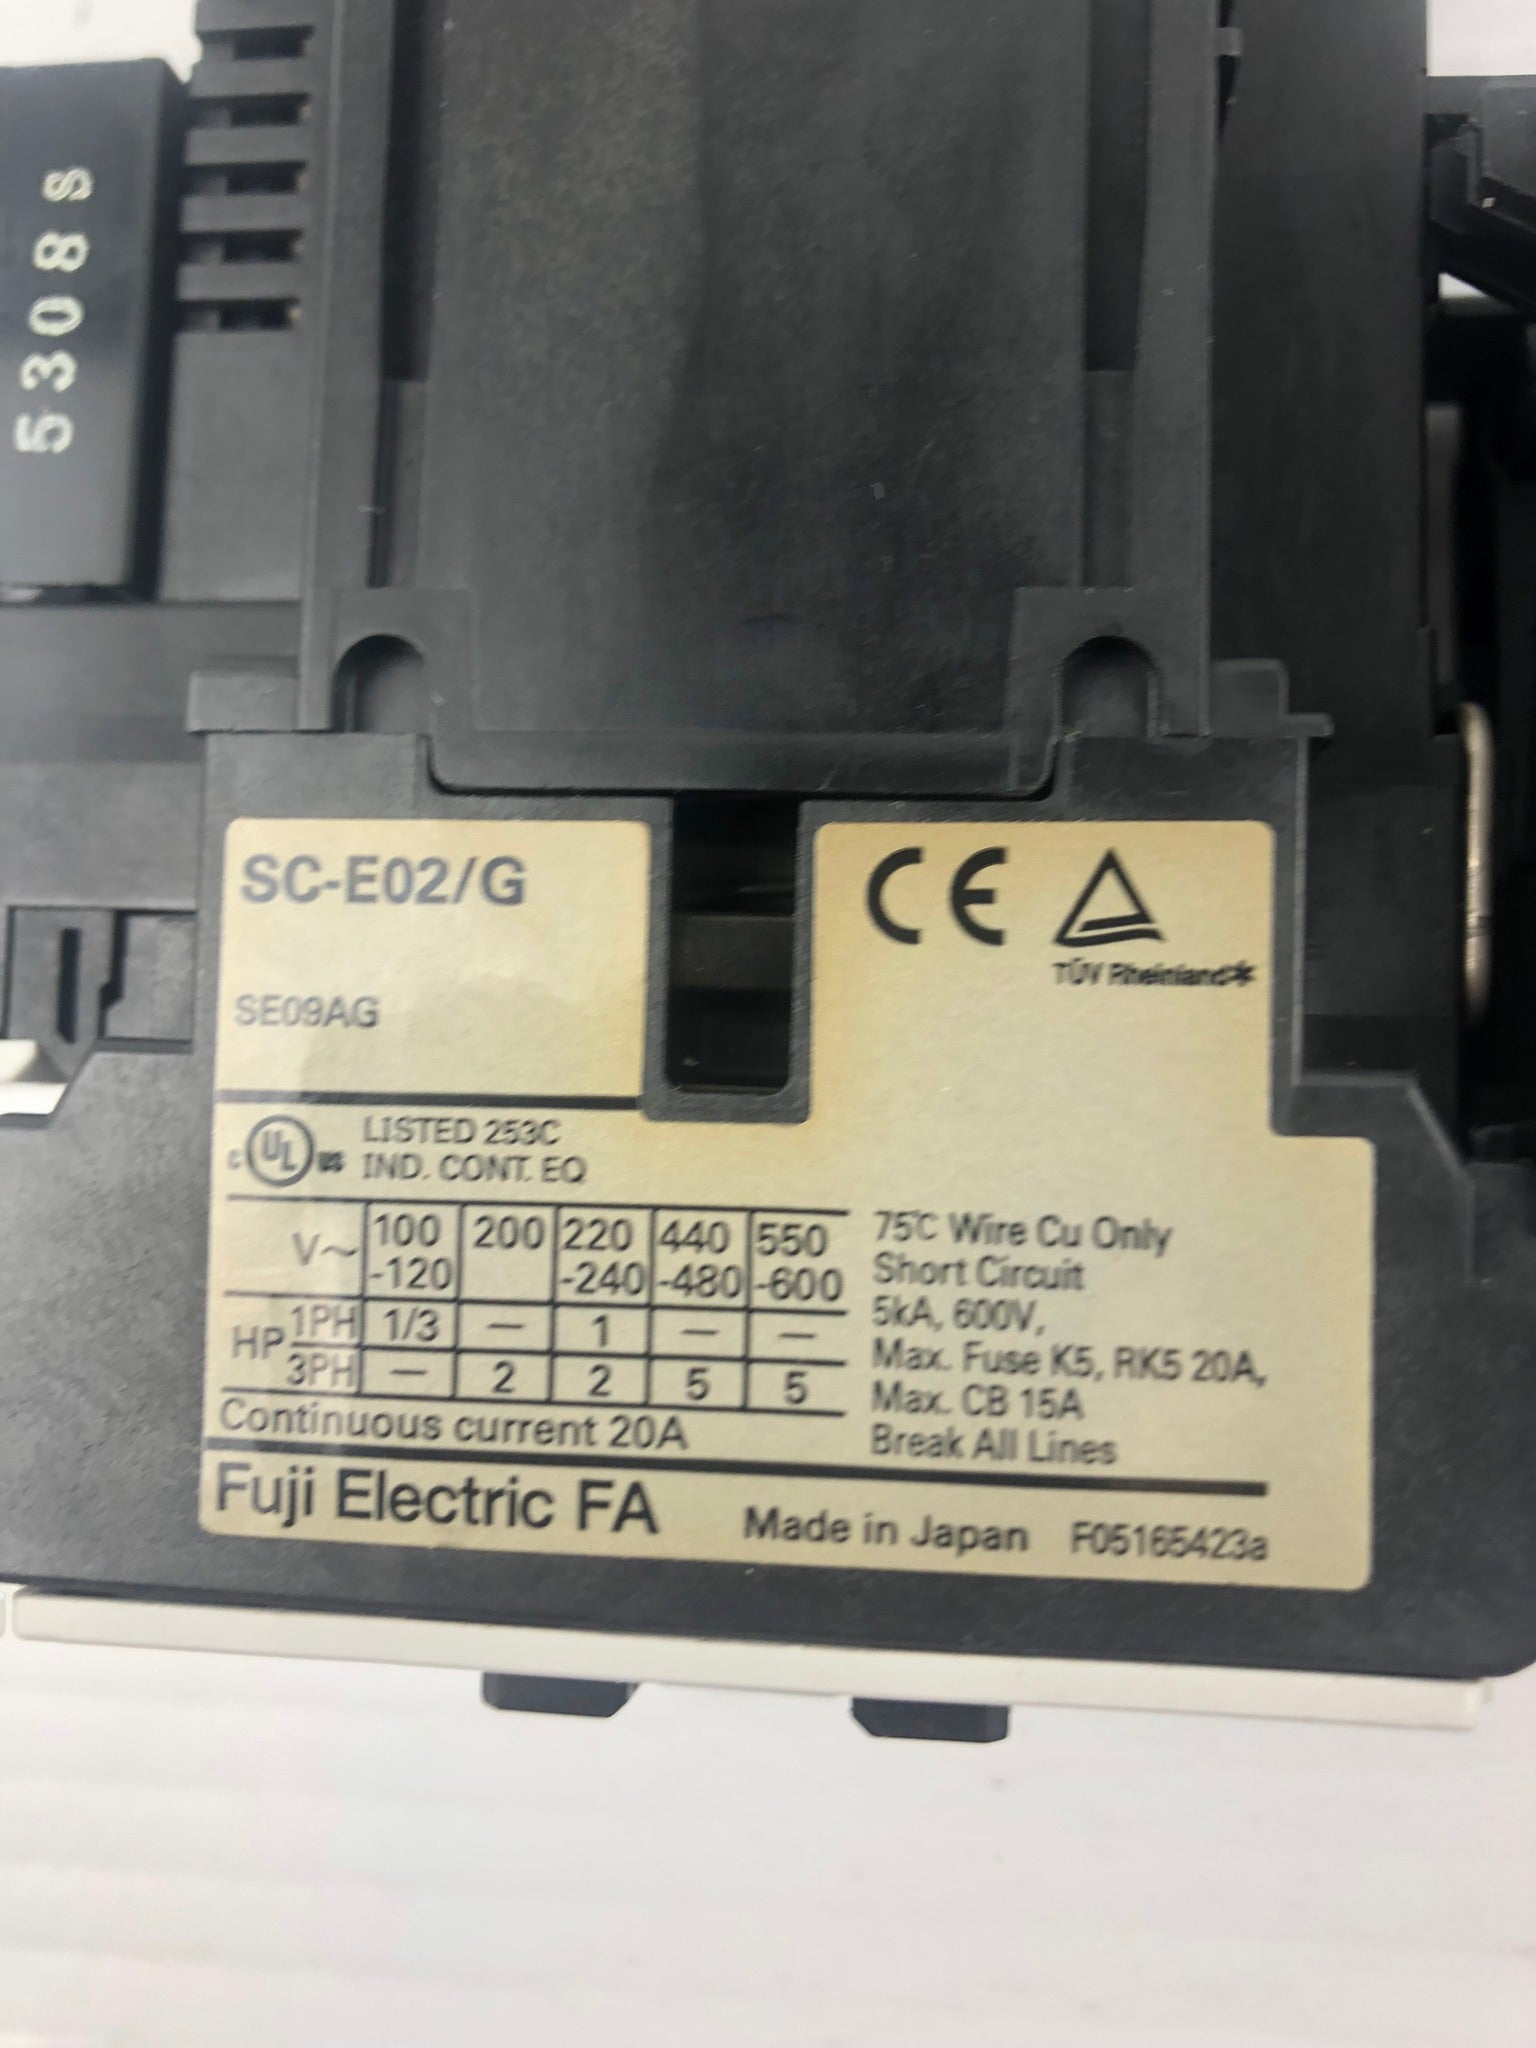 5308S
SC-E02/G
SE09AG
CE
TÜV Rheinland*
C UL US
LISTED 253C
IND. CONT. EQ
V~ 100-120 200 220-240 440-480 550-600
HP 1PH 1/3 — 1 — —
3PH — 2 2 5 5
Continuous current 20A
75℃ Wire Cu Only
Short Circuit
5kA, 600V,
Max. Fuse K5, RK5 20A,
Max. CB 15A
Break All Lines
Fuji Electric FA
Made in Japan F05165423a